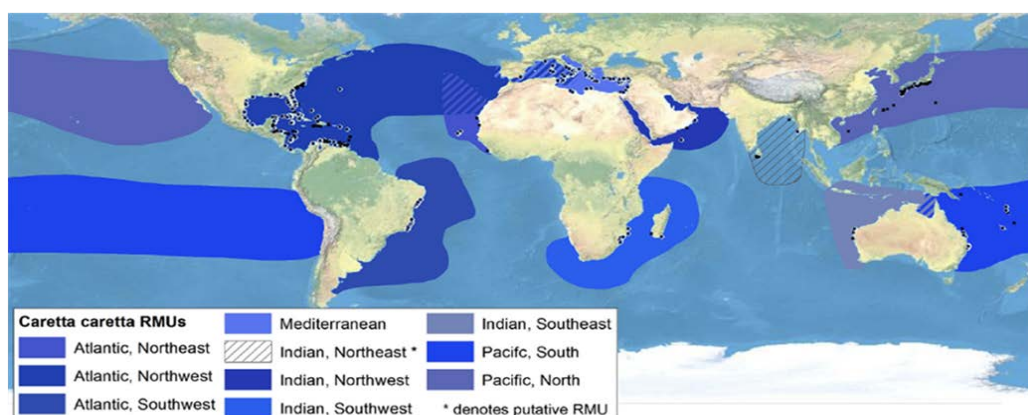 Caretta caretta RMUs
Atlantic, Northeast
Atlantic, Northwest
Atlantic, Southwest
Mediterranean
Indian, Northeast *
Indian, Northwest
Indian, Southwest
Indian, Southeast
Pacifc, South
Pacifc, North
* denotes putative RMU